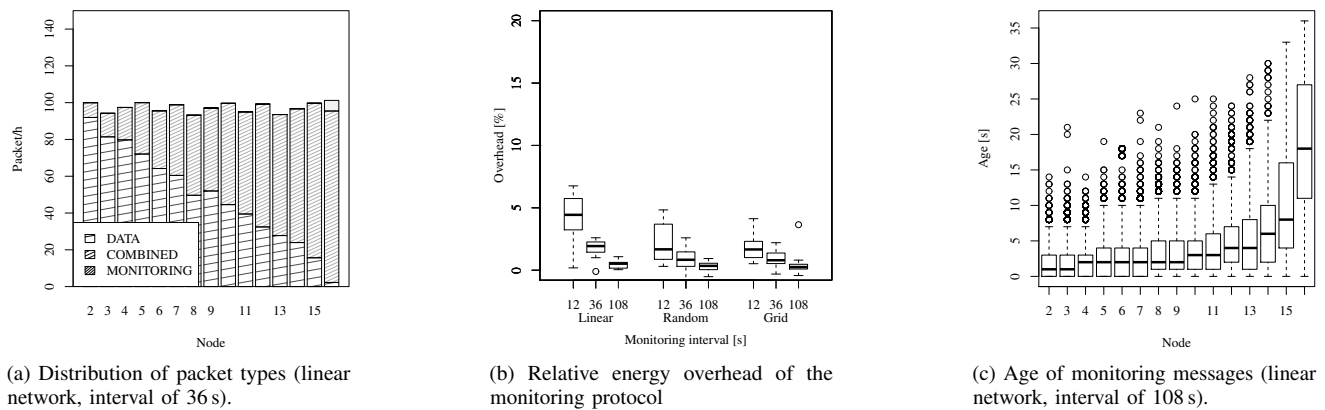 140
120
100
80
60
40
20
0
Packet/h
DATA
COMBINED
MONITORING
2 3 4 5 6 7 8 9 11 13 15
Node
(a) Distribution of packet types (linear
network, interval of 36 s).
20
15
10
5
0
Overhead [%]
12 36 108 12 36 108 12 36 108
Linear Random Grid
Monitoring interval [s]
(b) Relative energy overhead of the
monitoring protocol
35
30
25
20
15
10
5
0
Age [s]
2 3 4 5 6 7 8 9 11 13 15
Node
(c) Age of monitoring messages (linear
network, interval of 108 s).